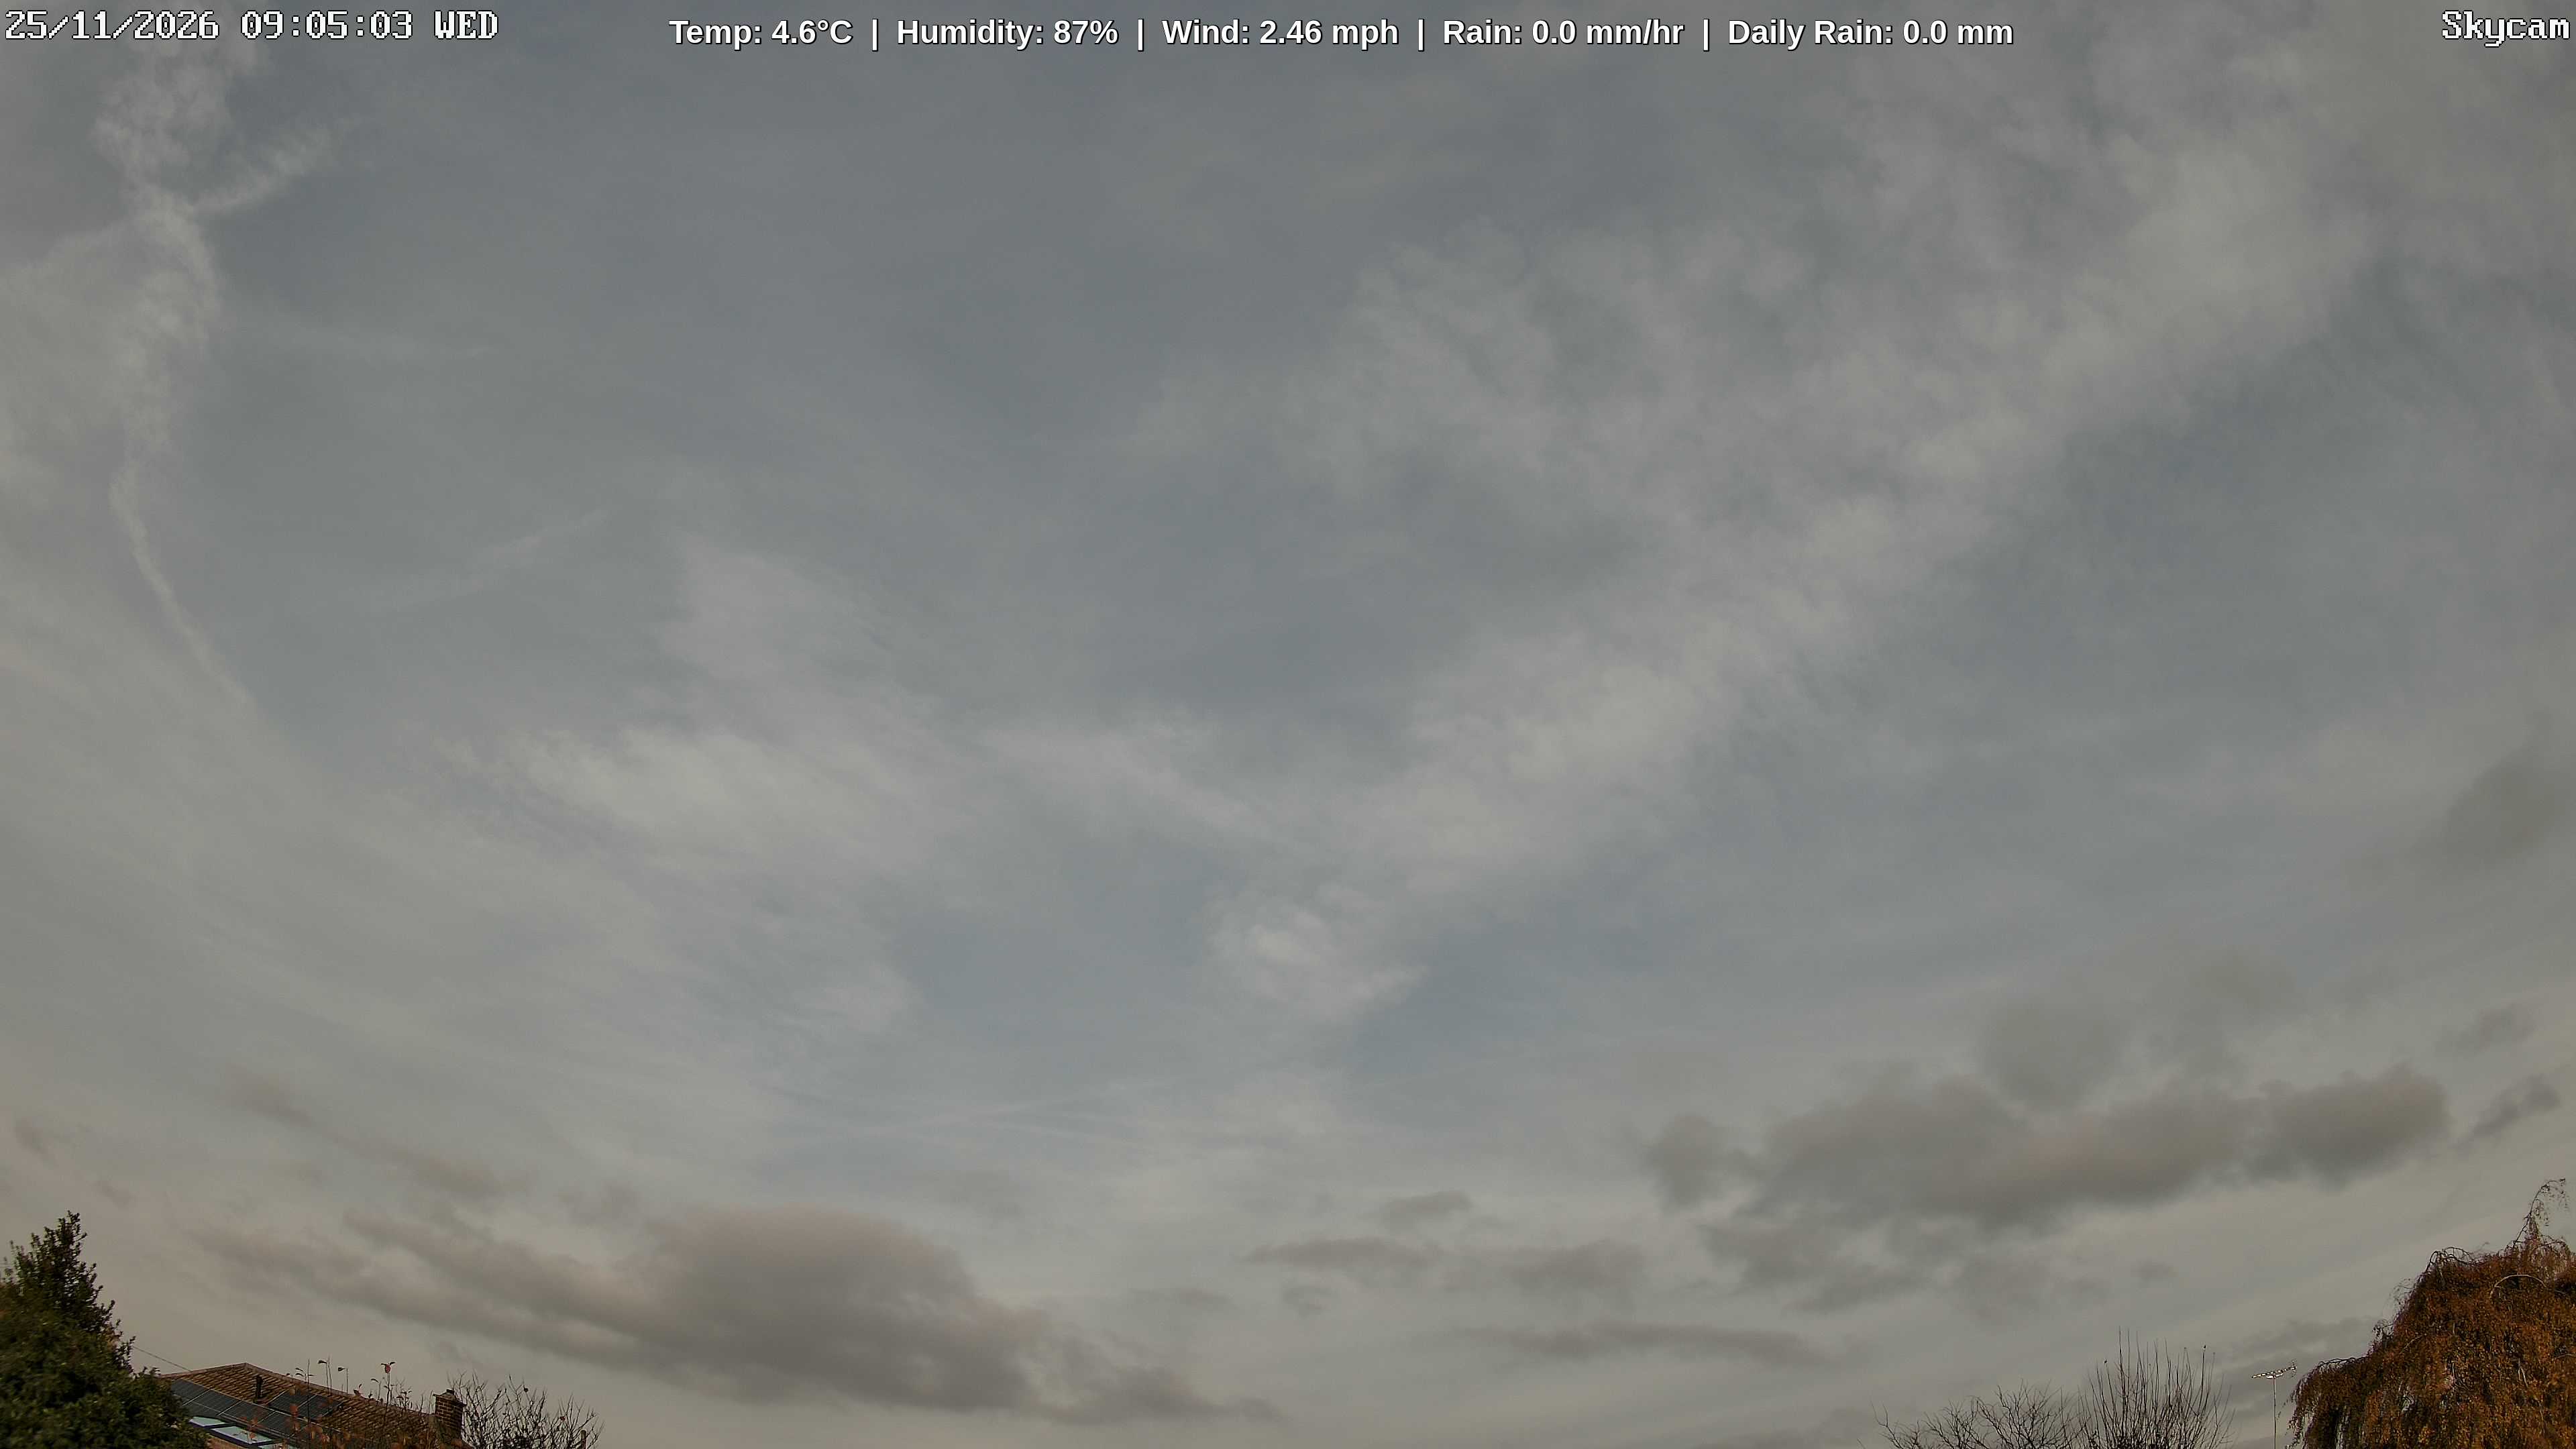 25/11/2026 09:05:03 WED
Temp: 4.6°C | Humidity: 87% | Wind: 2.46 mph | Rain: 0.0 mm/hr | Daily Rain: 0.0 mm
Skycam